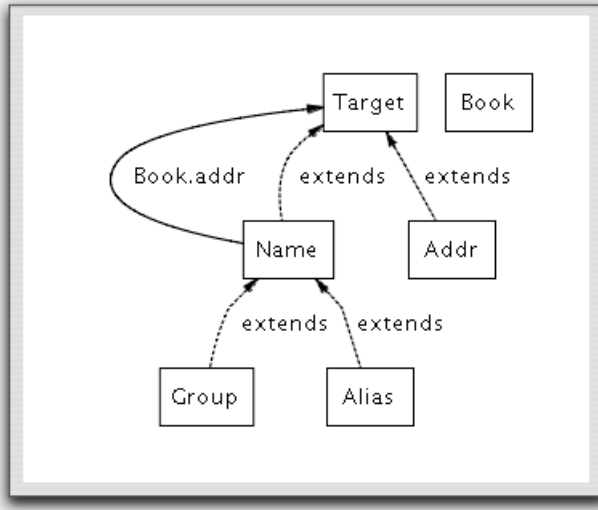 Target
Book
Book.addr
extends
extends
Name
Addr
extends
extends
Group
Alias